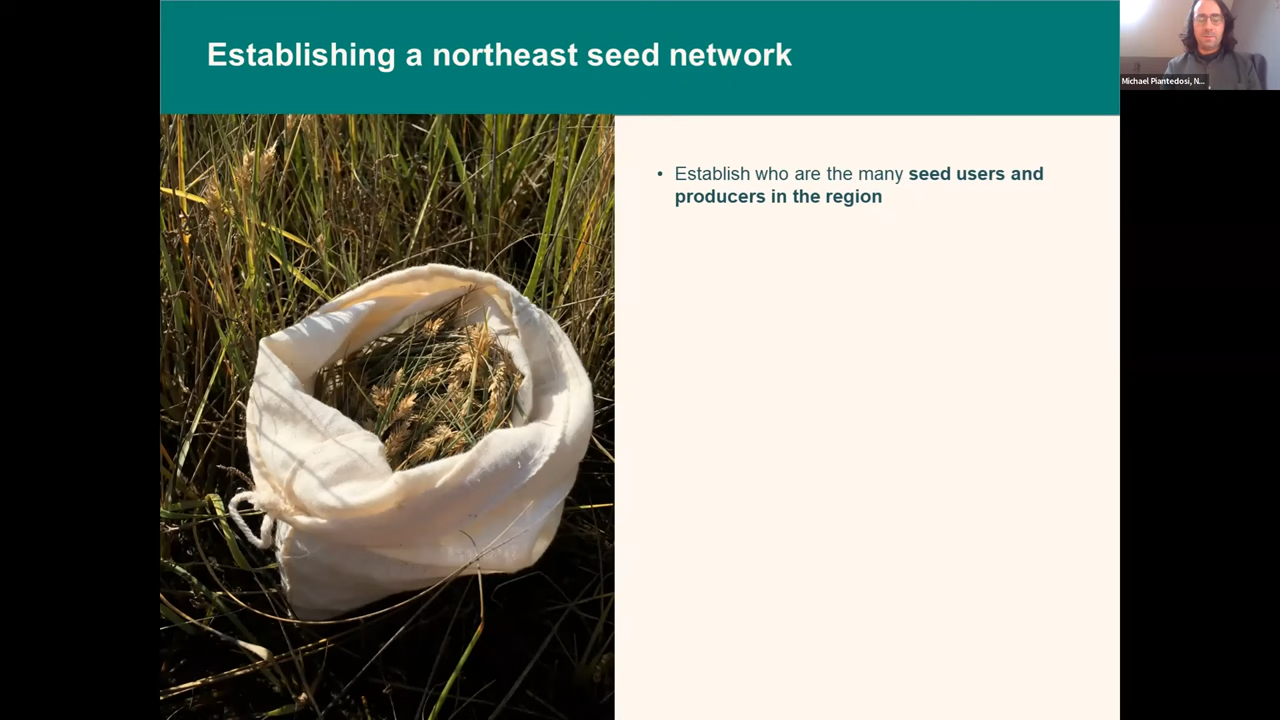 Establishing a northeast seed network
• Establish who are the many seed users and
producers in the region
Michael Piantedosi, N...